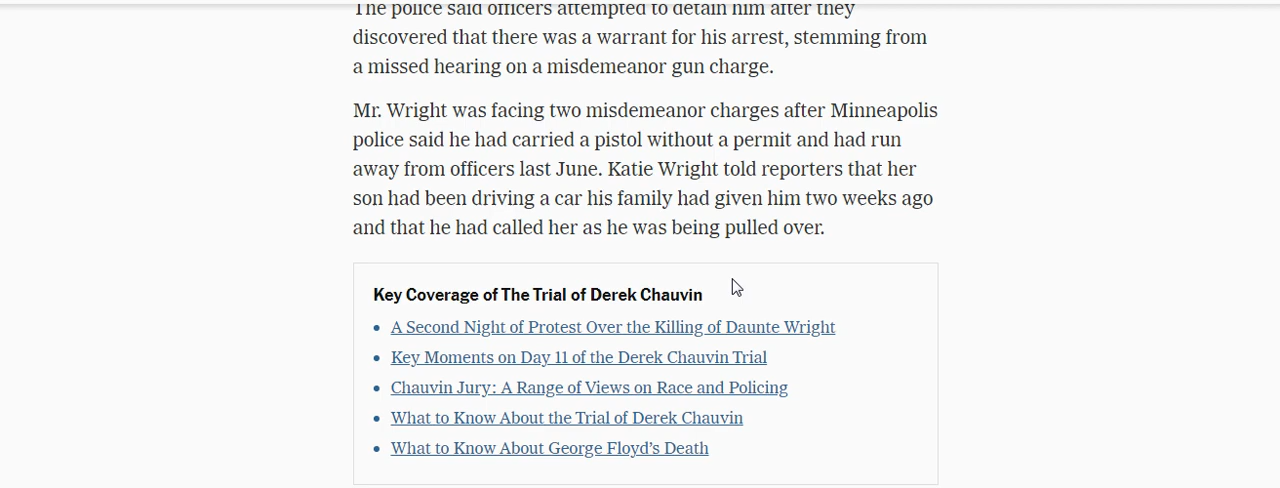 The police said officers attempted to detain him after they
discovered that there was a warrant for his arrest, stemming from
a missed hearing on a misdemeanor gun charge.
Mr. Wright was facing two misdemeanor charges after Minneapolis
police said he had carried a pistol without a permit and had run
away from officers last June. Katie Wright told reporters that her
son had been driving a car his family had given him two weeks ago
and that he had called her as he was being pulled over.
Key Coverage of The Trial of Derek Chauvin
• A Second Night of Protest Over the Killing of Daunte Wright
• Key Moments on Day 11 of the Derek Chauvin Trial
• Chauvin Jury: A Range of Views on Race and Policing
• What to Know About the Trial of Derek Chauvin
• What to Know About George Floyd’s Death